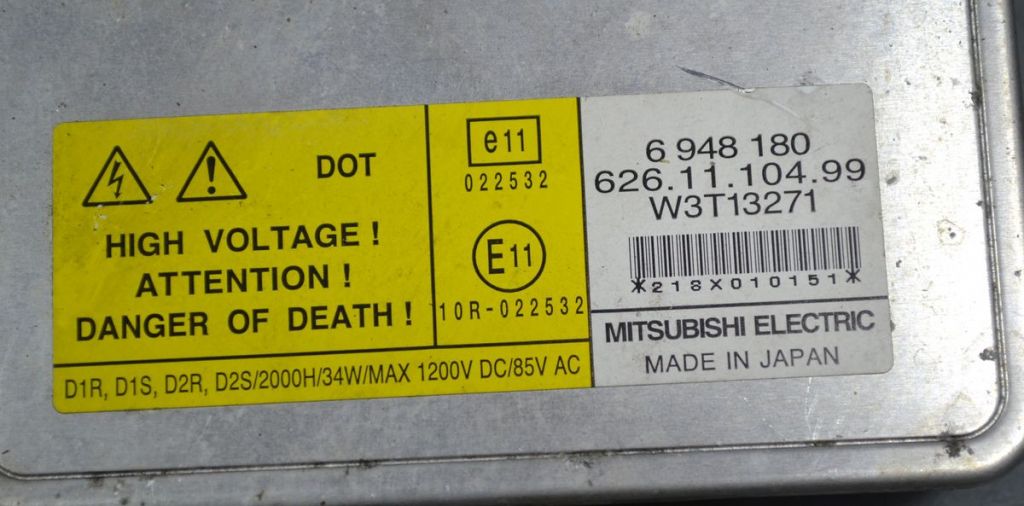 DOT
HIGH VOLTAGE !
ATTENTION !
DANGER OF DEATH !
D1R, D1S, D2R, D2S/2000H/34W/MAX 1200V DC/85V AC
e11
022532
E11
10R-022532
6 948 180
626.11.104.99
W3T13271
*218X010151*
MITSUBISHI ELECTRIC
MADE IN JAPAN